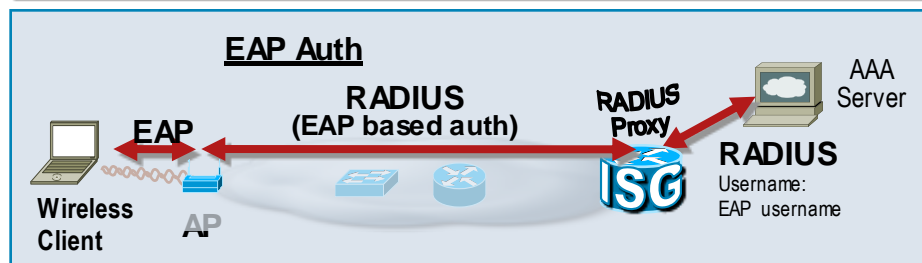 EAP Auth
EAP
RADIUS
(EAP based auth)
RADIUS
Proxy
AAA
Server
ISG
RADIUS
Username:
EAP username
Wireless
Client
AP